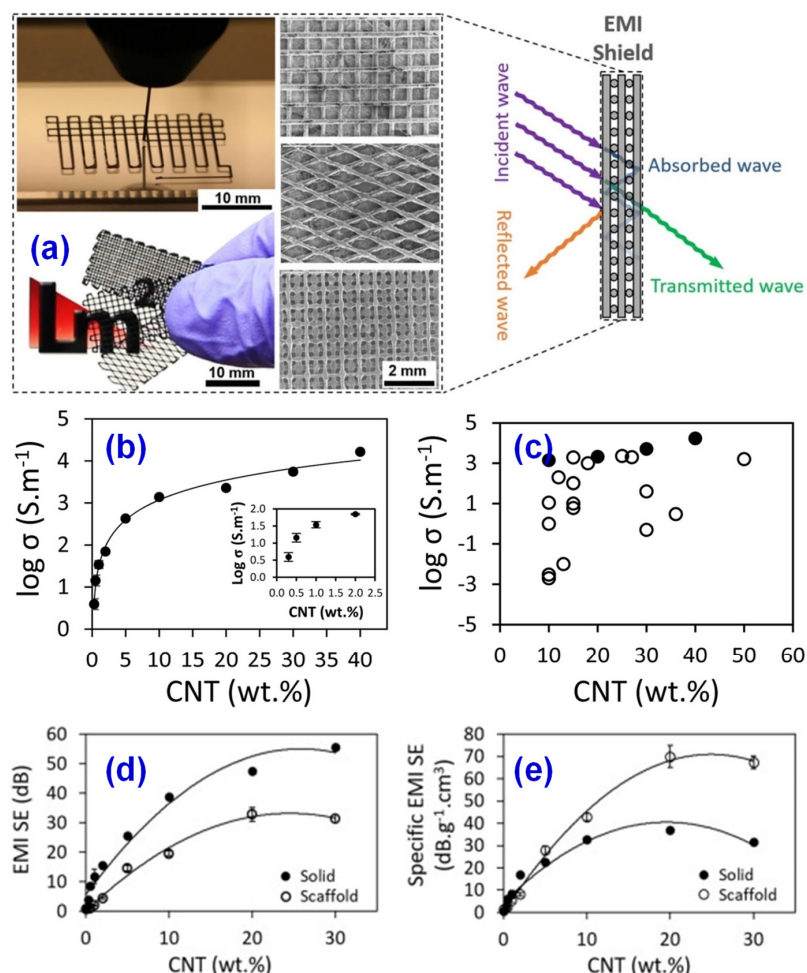 EMI
Shield
Incident wave
Absorbed wave
Reflected wave
Transmitted wave
10 mm
(a)
Lm2
10 mm
2 mm
(b)
log σ (S.m-1)
5
4
3
2
1
0
0 5 10 15 20 25 30 35 40
CNT (wt.%)
Log σ (S.m-1)
2.0
1.5
1.0
0.5
0.0
0.0 0.5 1.0 1.5 2.0 2.5
CNT (wt.%)
(c)
log σ (S.m-1)
5
3
1
-1
-3
-5
0 10 20 30 40 50 60
CNT (wt.%)
(d)
EMI SE (dB)
60
50
40
30
20
10
0
Solid
Scaffold
0 10 20 30
CNT (wt.%)
(e)
Specific EMI SE
(dB.g-1.cm3)
80
70
60
50
40
30
20
10
0
Solid
Scaffold
0 10 20 30
CNT (wt.%)